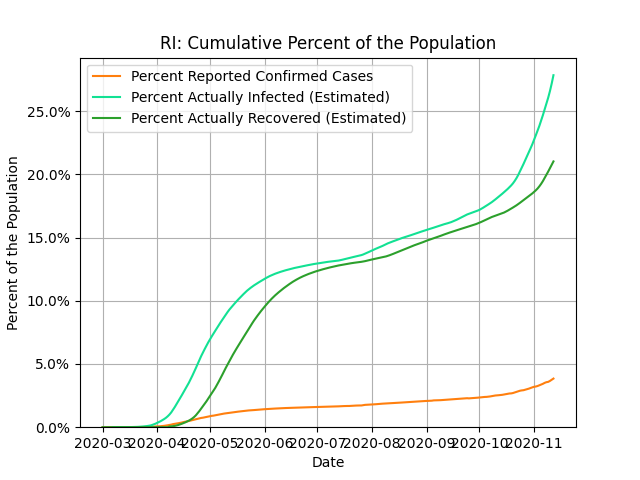 RI: Cumulative Percent of the Population
Percent Reported Confirmed Cases
Percent Actually Infected (Estimated)
Percent Actually Recovered (Estimated)
Percent of the Population
25.0%
20.0%
15.0%
10.0%
5.0%
0.0%
2020-03 2020-04 2020-05 2020-06 2020-07 2020-08 2020-09 2020-10 2020-11
Date